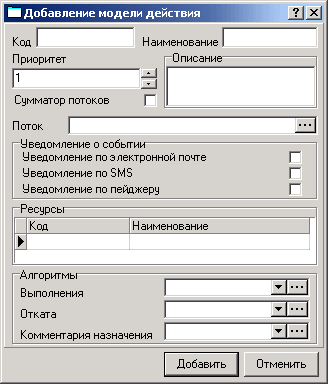 Добавление модели действия
Код Наименование
Приоритет Описание
1
Сумматор потоков
Поток
Уведомление о событии
Уведомление по электронной почте
Уведомление по SMS
Уведомление по пейджеру
Ресурсы
Код Наименование
Алгоритмы
Выполнения
Отката
Комментария назначения
Добавить Отменить